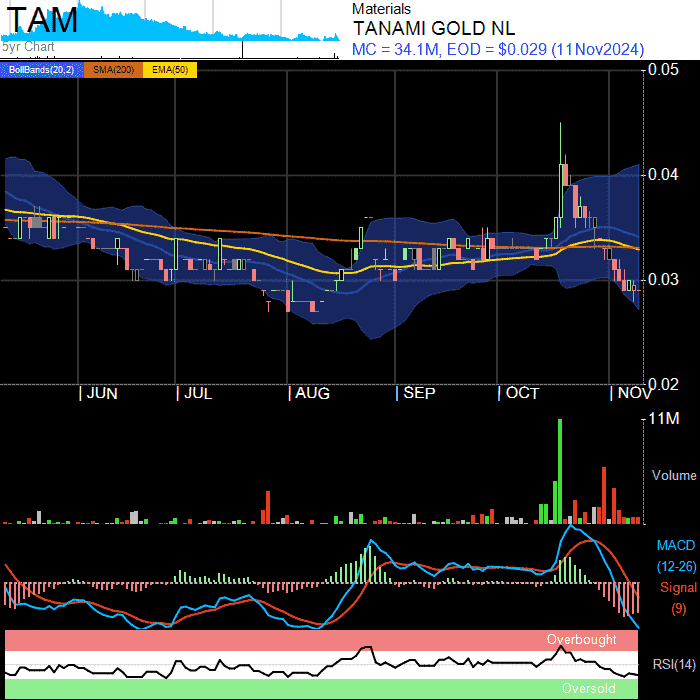 TAM
5yr Chart
Materials
TANAMI GOLD NL
MC = 34.1M, EOD = $0.029 (11Nov2024)
BollBands(20,2) SMA(200) EMA(50)
0.05
0.04
0.03
0.02
JUN JUL AUG SEP OCT NOV
11M
Volume
MACD
(12-26)
Signal
(9)
Overbought
RSI(14)
Oversold